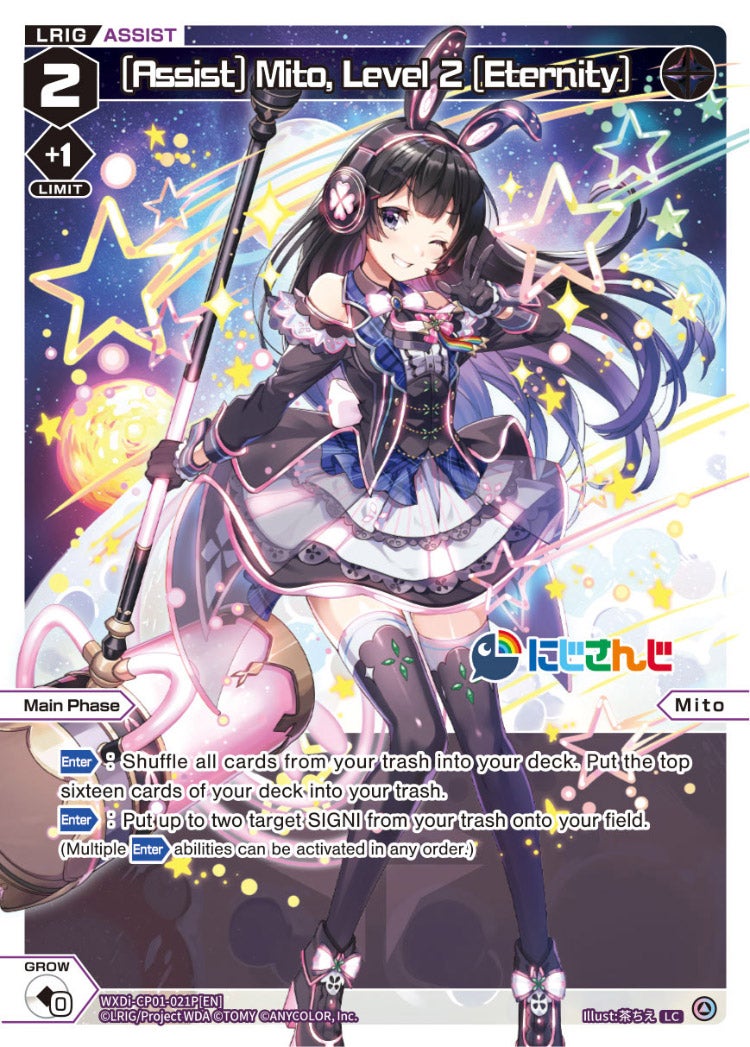 LRIG ASSIST
2
[Assist] Mito, Level 2 [Eternity]
+1
LIMIT
にじさんじ
Main Phase
Mito
Enter : Shuffle all cards from your trash into your deck. Put the top
sixteen cards of your deck into your trash.
Enter : Put up to two target SIGNI from your trash onto your field.
(Multiple Enter abilities can be activated in any order.)
GROW
0
WXDi-CP01-021P[EN]
©LRIG/Project WDA ©TOMY ©ANYCOLOR, Inc.
Illust:茶ちえ LC